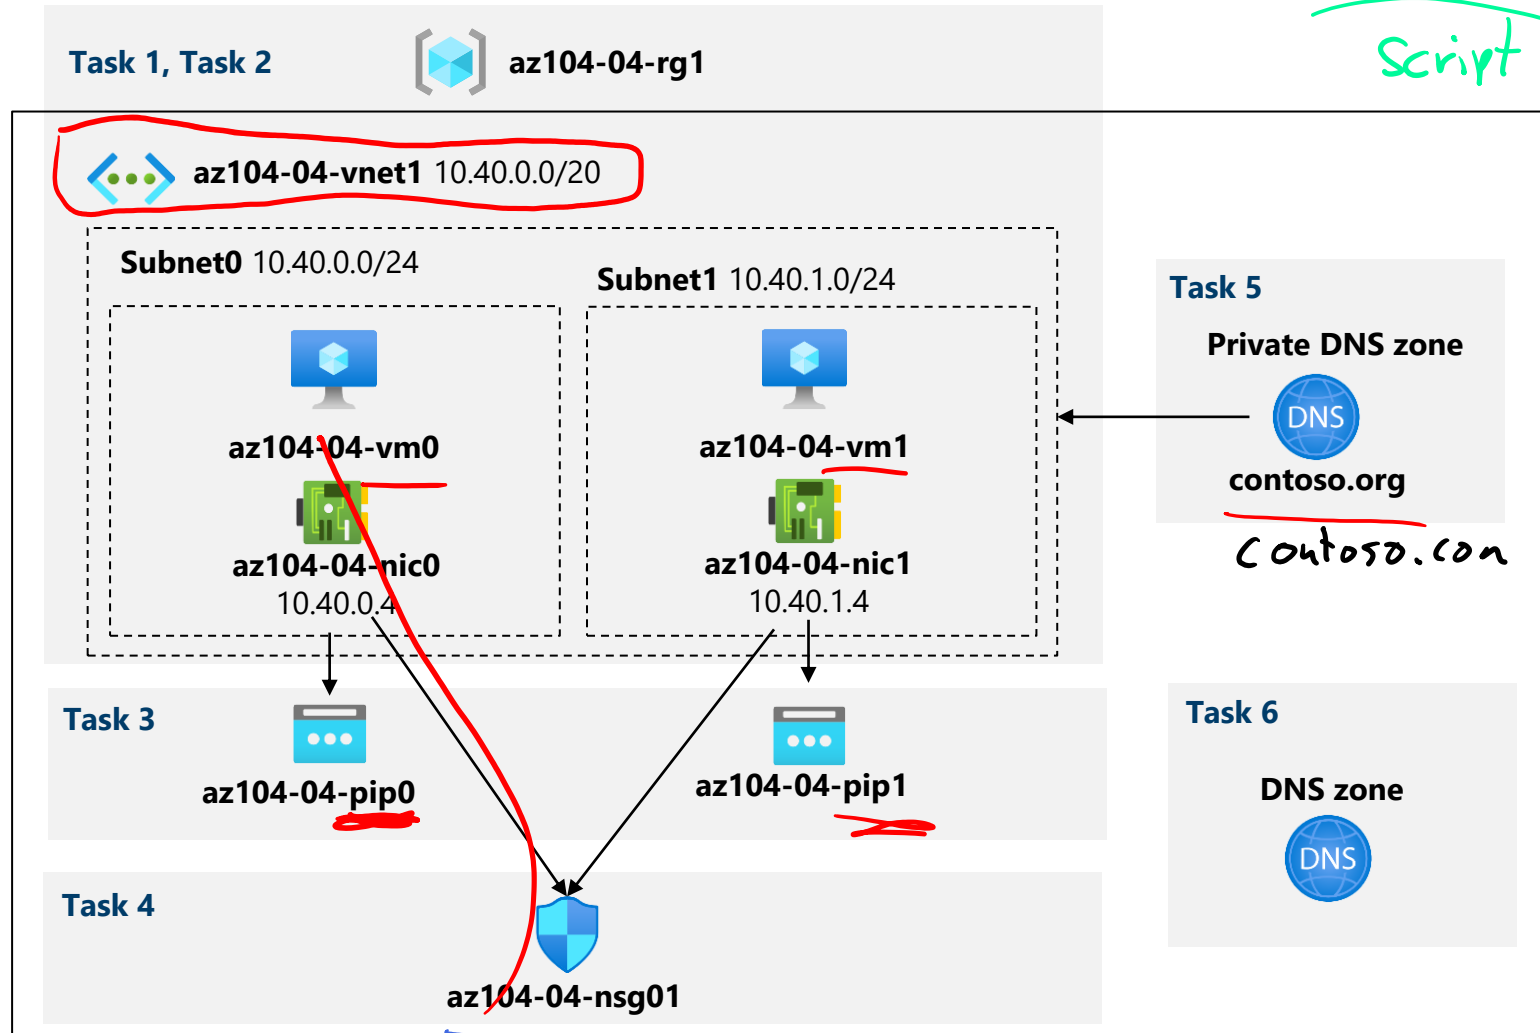 Script
Task 1, Task 2
az104-04-rg1
az104-04-vnet1 10.40.0.0/20
Subnet0 10.40.0.0/24
Subnet1 10.40.1.0/24
az104-04-vm0
az104-04-vm1
az104-04-nic0
az104-04-nic1
10.40.0.4
10.40.1.4
Task 5
Private DNS zone
DNS
contoso.org
contoso.con
Task 3
az104-04-pip0
az104-04-pip1
Task 6
DNS zone
DNS
Task 4
az104-04-nsg01